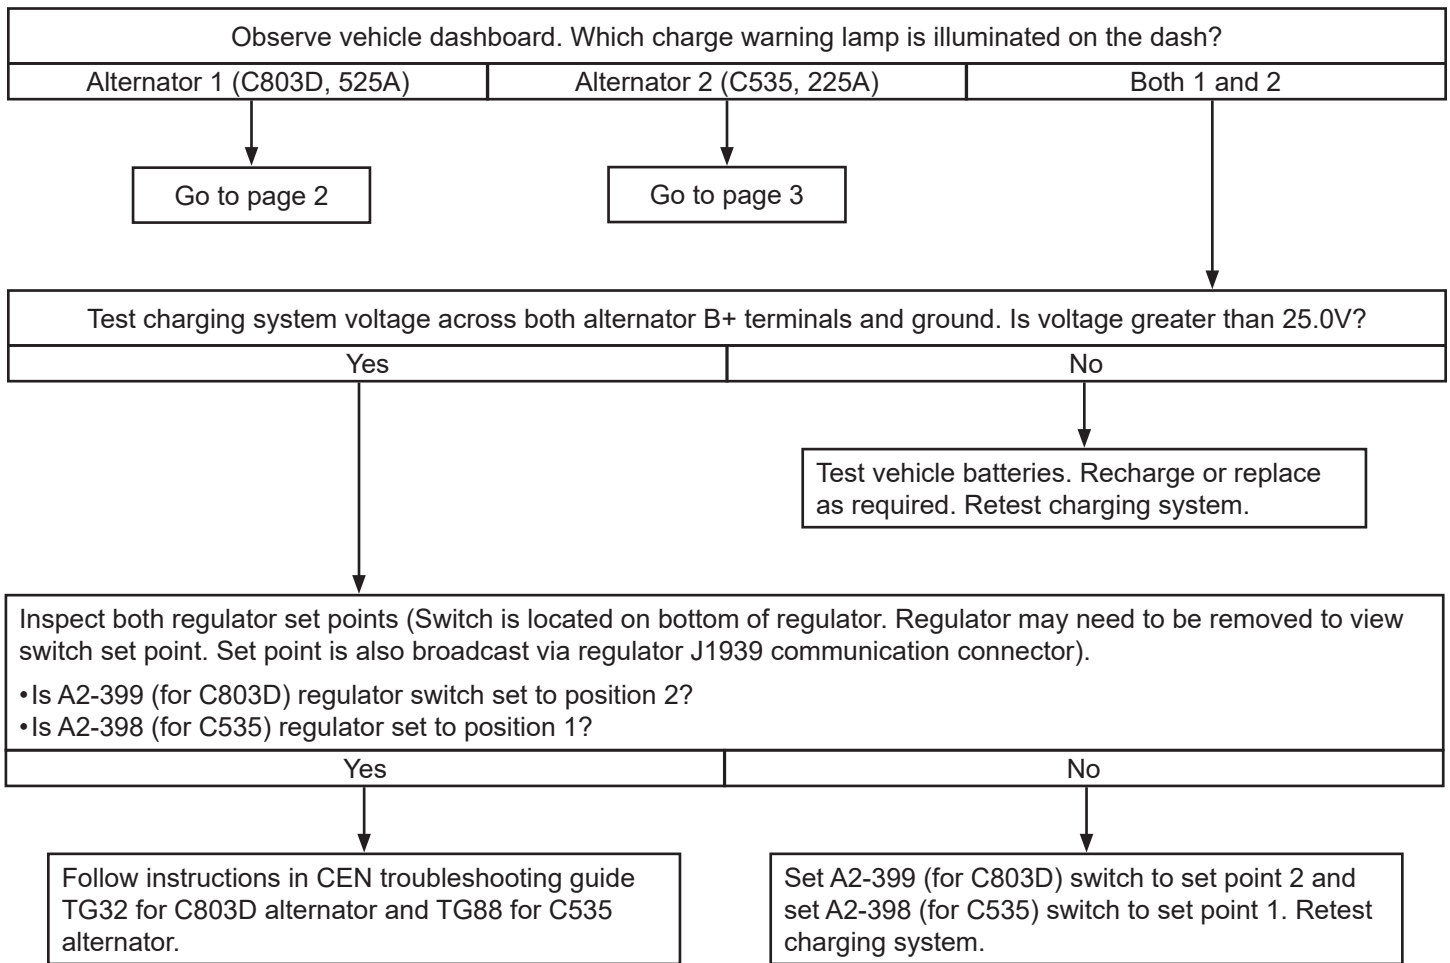 Observe vehicle dashboard. Which charge warning lamp is illuminated on the dash?
Alternator 1 (C803D, 525A)
Alternator 2 (C535, 225A)
Both 1 and 2
Go to page 2
Go to page 3
Test charging system voltage across both alternator B+ terminals and ground. Is voltage greater than 25.0V?
Yes
No
Test vehicle batteries. Recharge or replace
as required. Retest charging system.
Inspect both regulator set points (Switch is located on bottom of regulator. Regulator may need to be removed to view
switch set point. Set point is also broadcast via regulator J1939 communication connector).
•Is A2-399 (for C803D) regulator switch set to position 2?
•Is A2-398 (for C535) regulator set to position 1?
Yes
No
Follow instructions in CEN troubleshooting guide
TG32 for C803D alternator and TG88 for C535
alternator.
Set A2-399 (for C803D) switch to set point 2 and
set A2-398 (for C535) switch to set point 1. Retest
charging system.